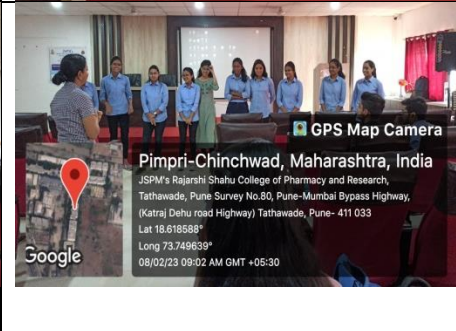 GPS Map Camera
Pimpri-Chinchwad, Maharashtra, India
JSPM's Rajarshi Shahu College of Pharmacy and Research,
Tathawade, Pune Survey No.80, Pune-Mumbai Bypass Highway,
(Katraj Dehu road Highway) Tathawade, Pune- 411 033
Lat 18.618588°
Long 73.749639°
08/02/23 09:02 AM GMT +05:30
Google